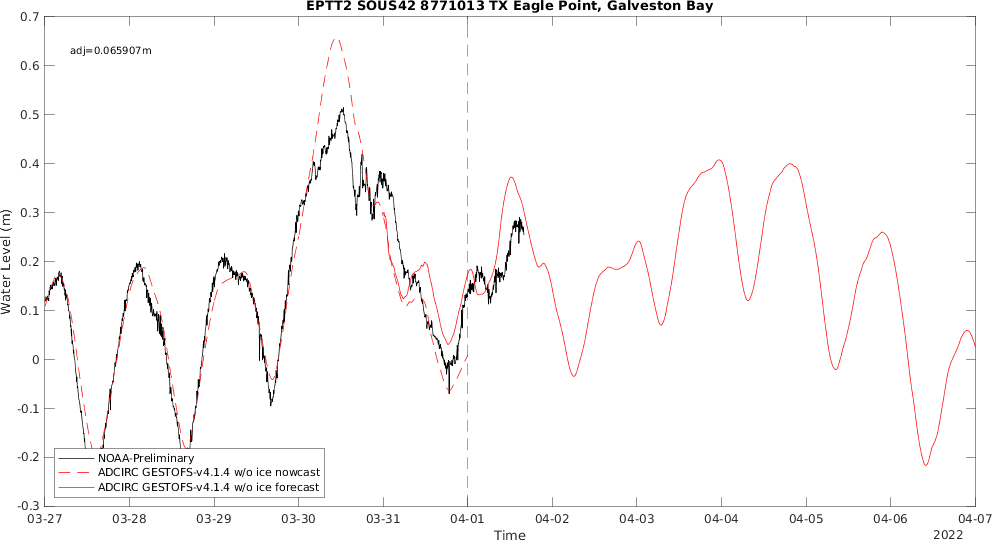 EPTT2 SOUS42 8771013 TX Eagle Point, Galveston Bay
adj=0.065907m
0.7
0.6
0.5
0.4
0.3
0.2
0.1
0
-0.1
-0.2
-0.3
Water Level (m)
NOAA-Preliminary
ADCIRC GESTOFS-v4.1.4 w/o ice nowcast
ADCIRC GESTOFS-v4.1.4 w/o ice forecast
03-27 03-28 03-29 03-30 03-31 04-01 04-02 04-03 04-04 04-05 04-06 04-07
Time
2022